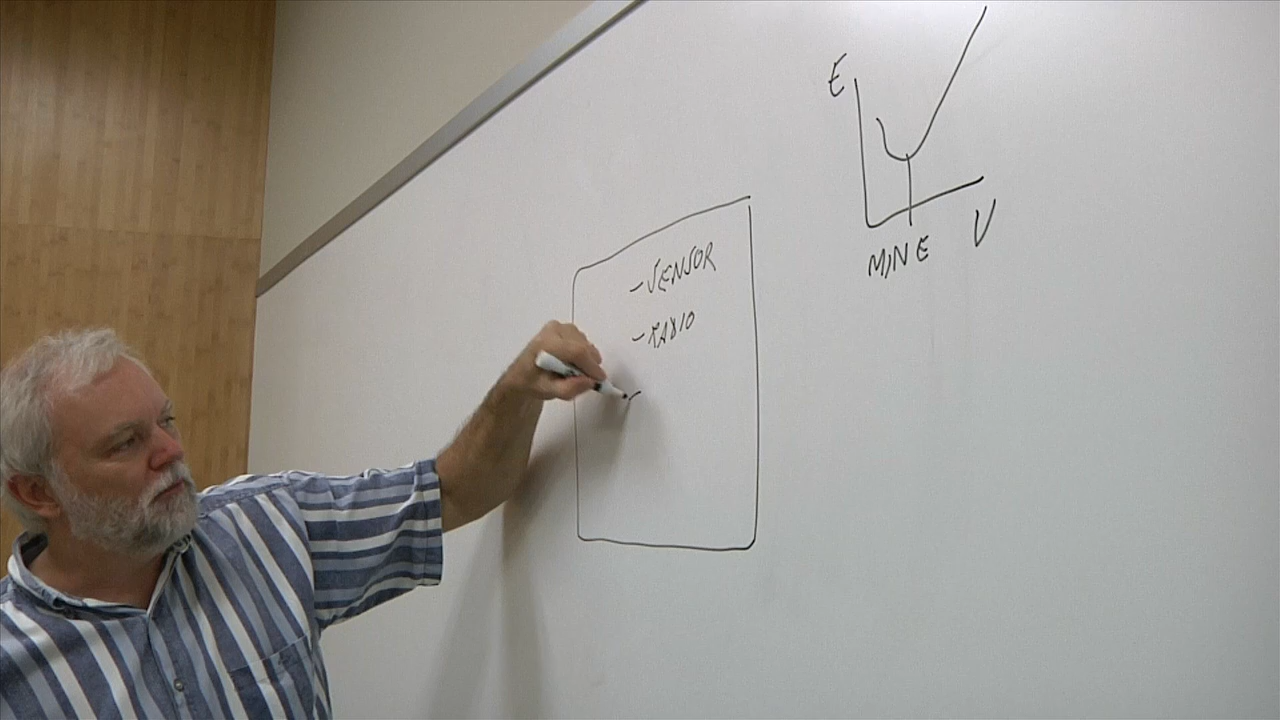 E
MIN E
V
- SENSOR
- RADIO
-